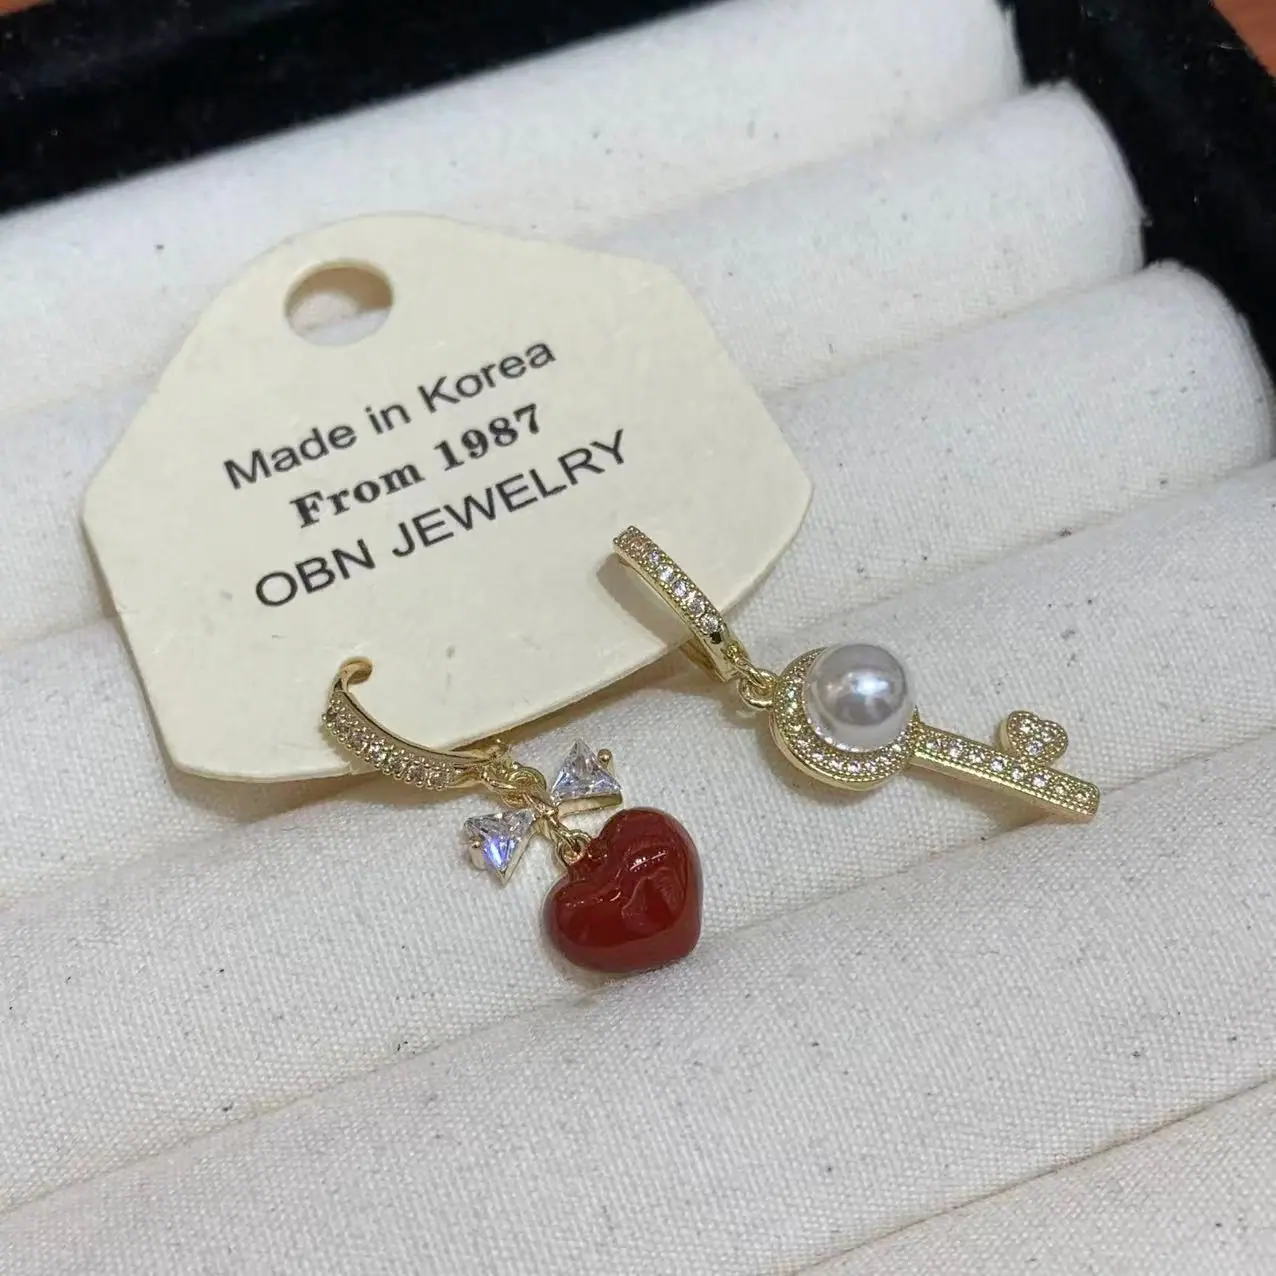 Made in Korea
From 1987
OBN JEWELRY